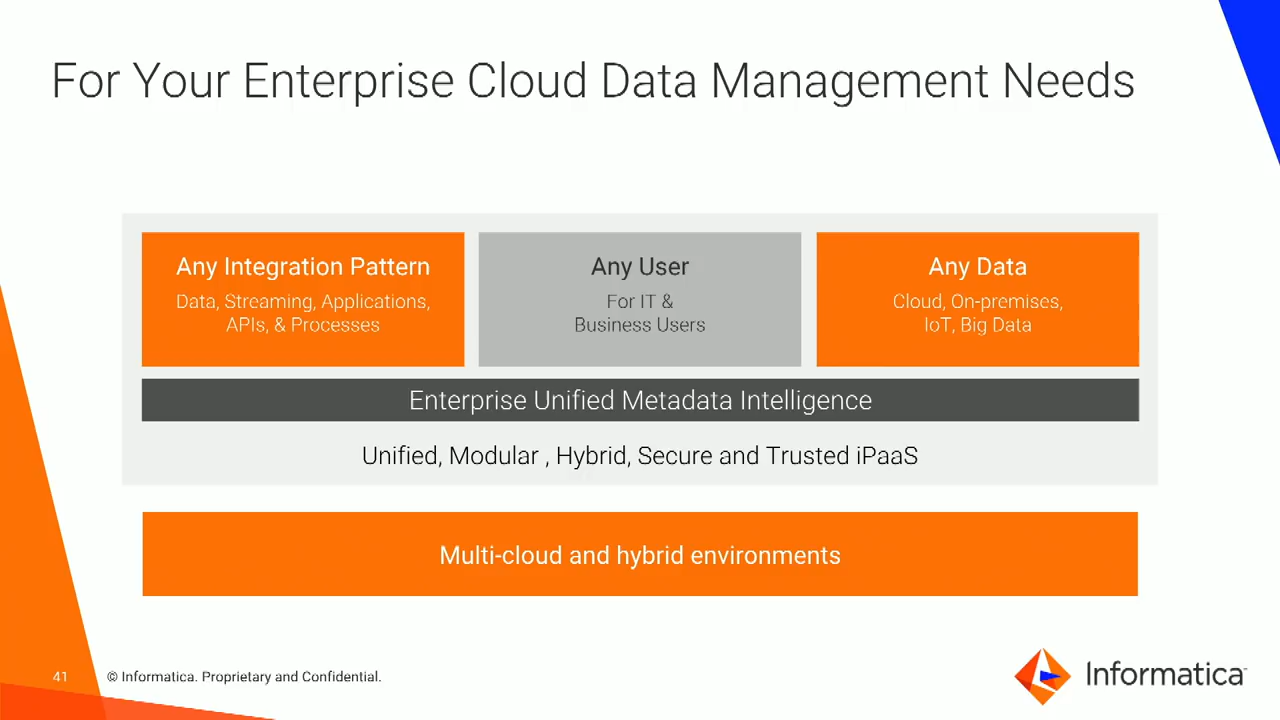 For Your Enterprise Cloud Data Management Needs
Any Integration Pattern
Data, Streaming, Applications,
APIs, & Processes
Any User
For IT &
Business Users
Any Data
Cloud, On-premises,
IoT, Big Data
Enterprise Unified Metadata Intelligence
Unified, Modular , Hybrid, Secure and Trusted iPaaS
Multi-cloud and hybrid environments
41
© Informatica. Proprietary and Confidential.
Informatica™